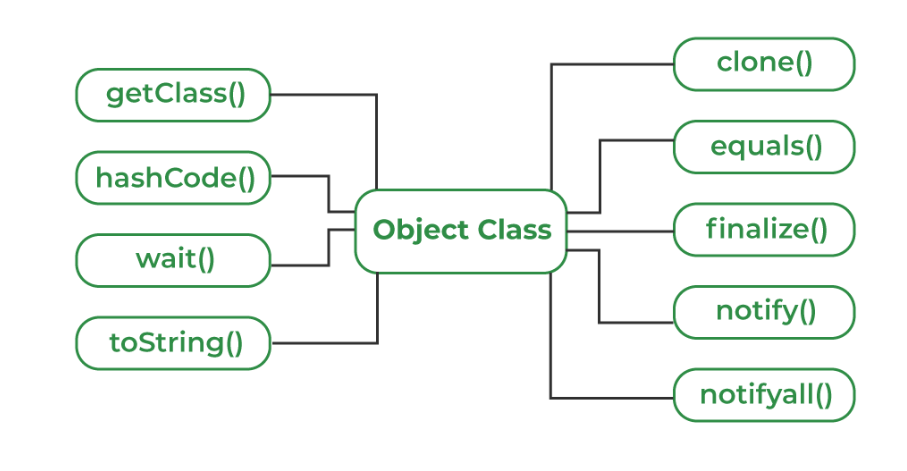 getClass()
hashCode()
wait()
toString()
Object Class
clone()
equals()
finalize()
notify()
notifyall()